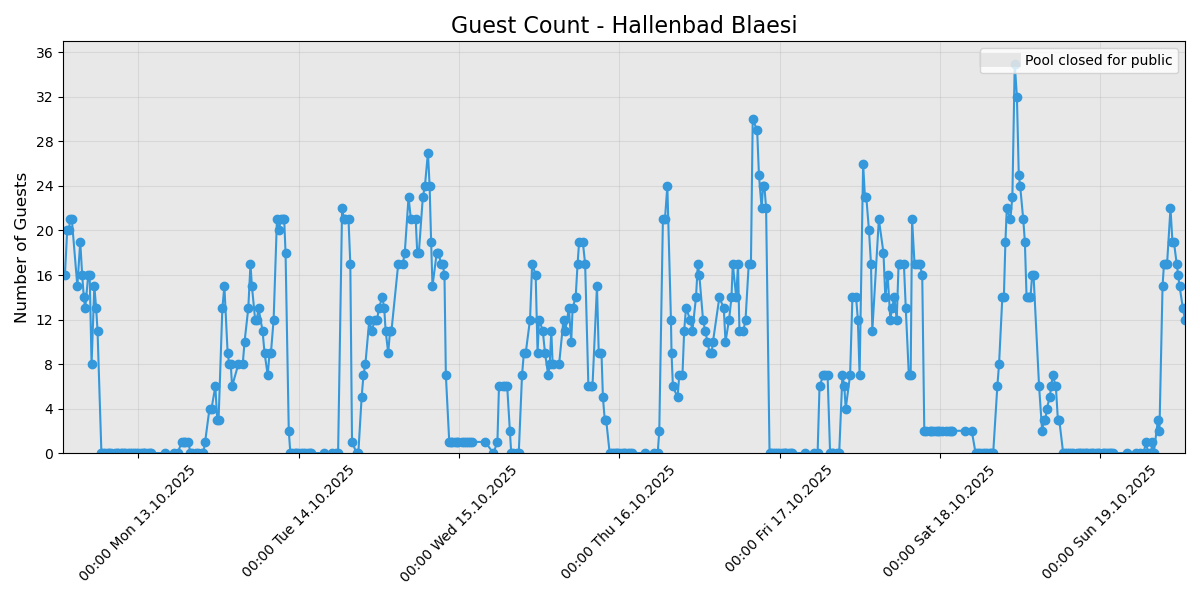 Guest Count - Hallenbad Blaesi
Pool closed for public
Number of Guests
36
32
28
24
20
16
12
8
4
0
00:00 Mon 13.10.2025
00:00 Tue 14.10.2025
00:00 Wed 15.10.2025
00:00 Thu 16.10.2025
00:00 Fri 17.10.2025
00:00 Sat 18.10.2025
00:00 Sun 19.10.2025